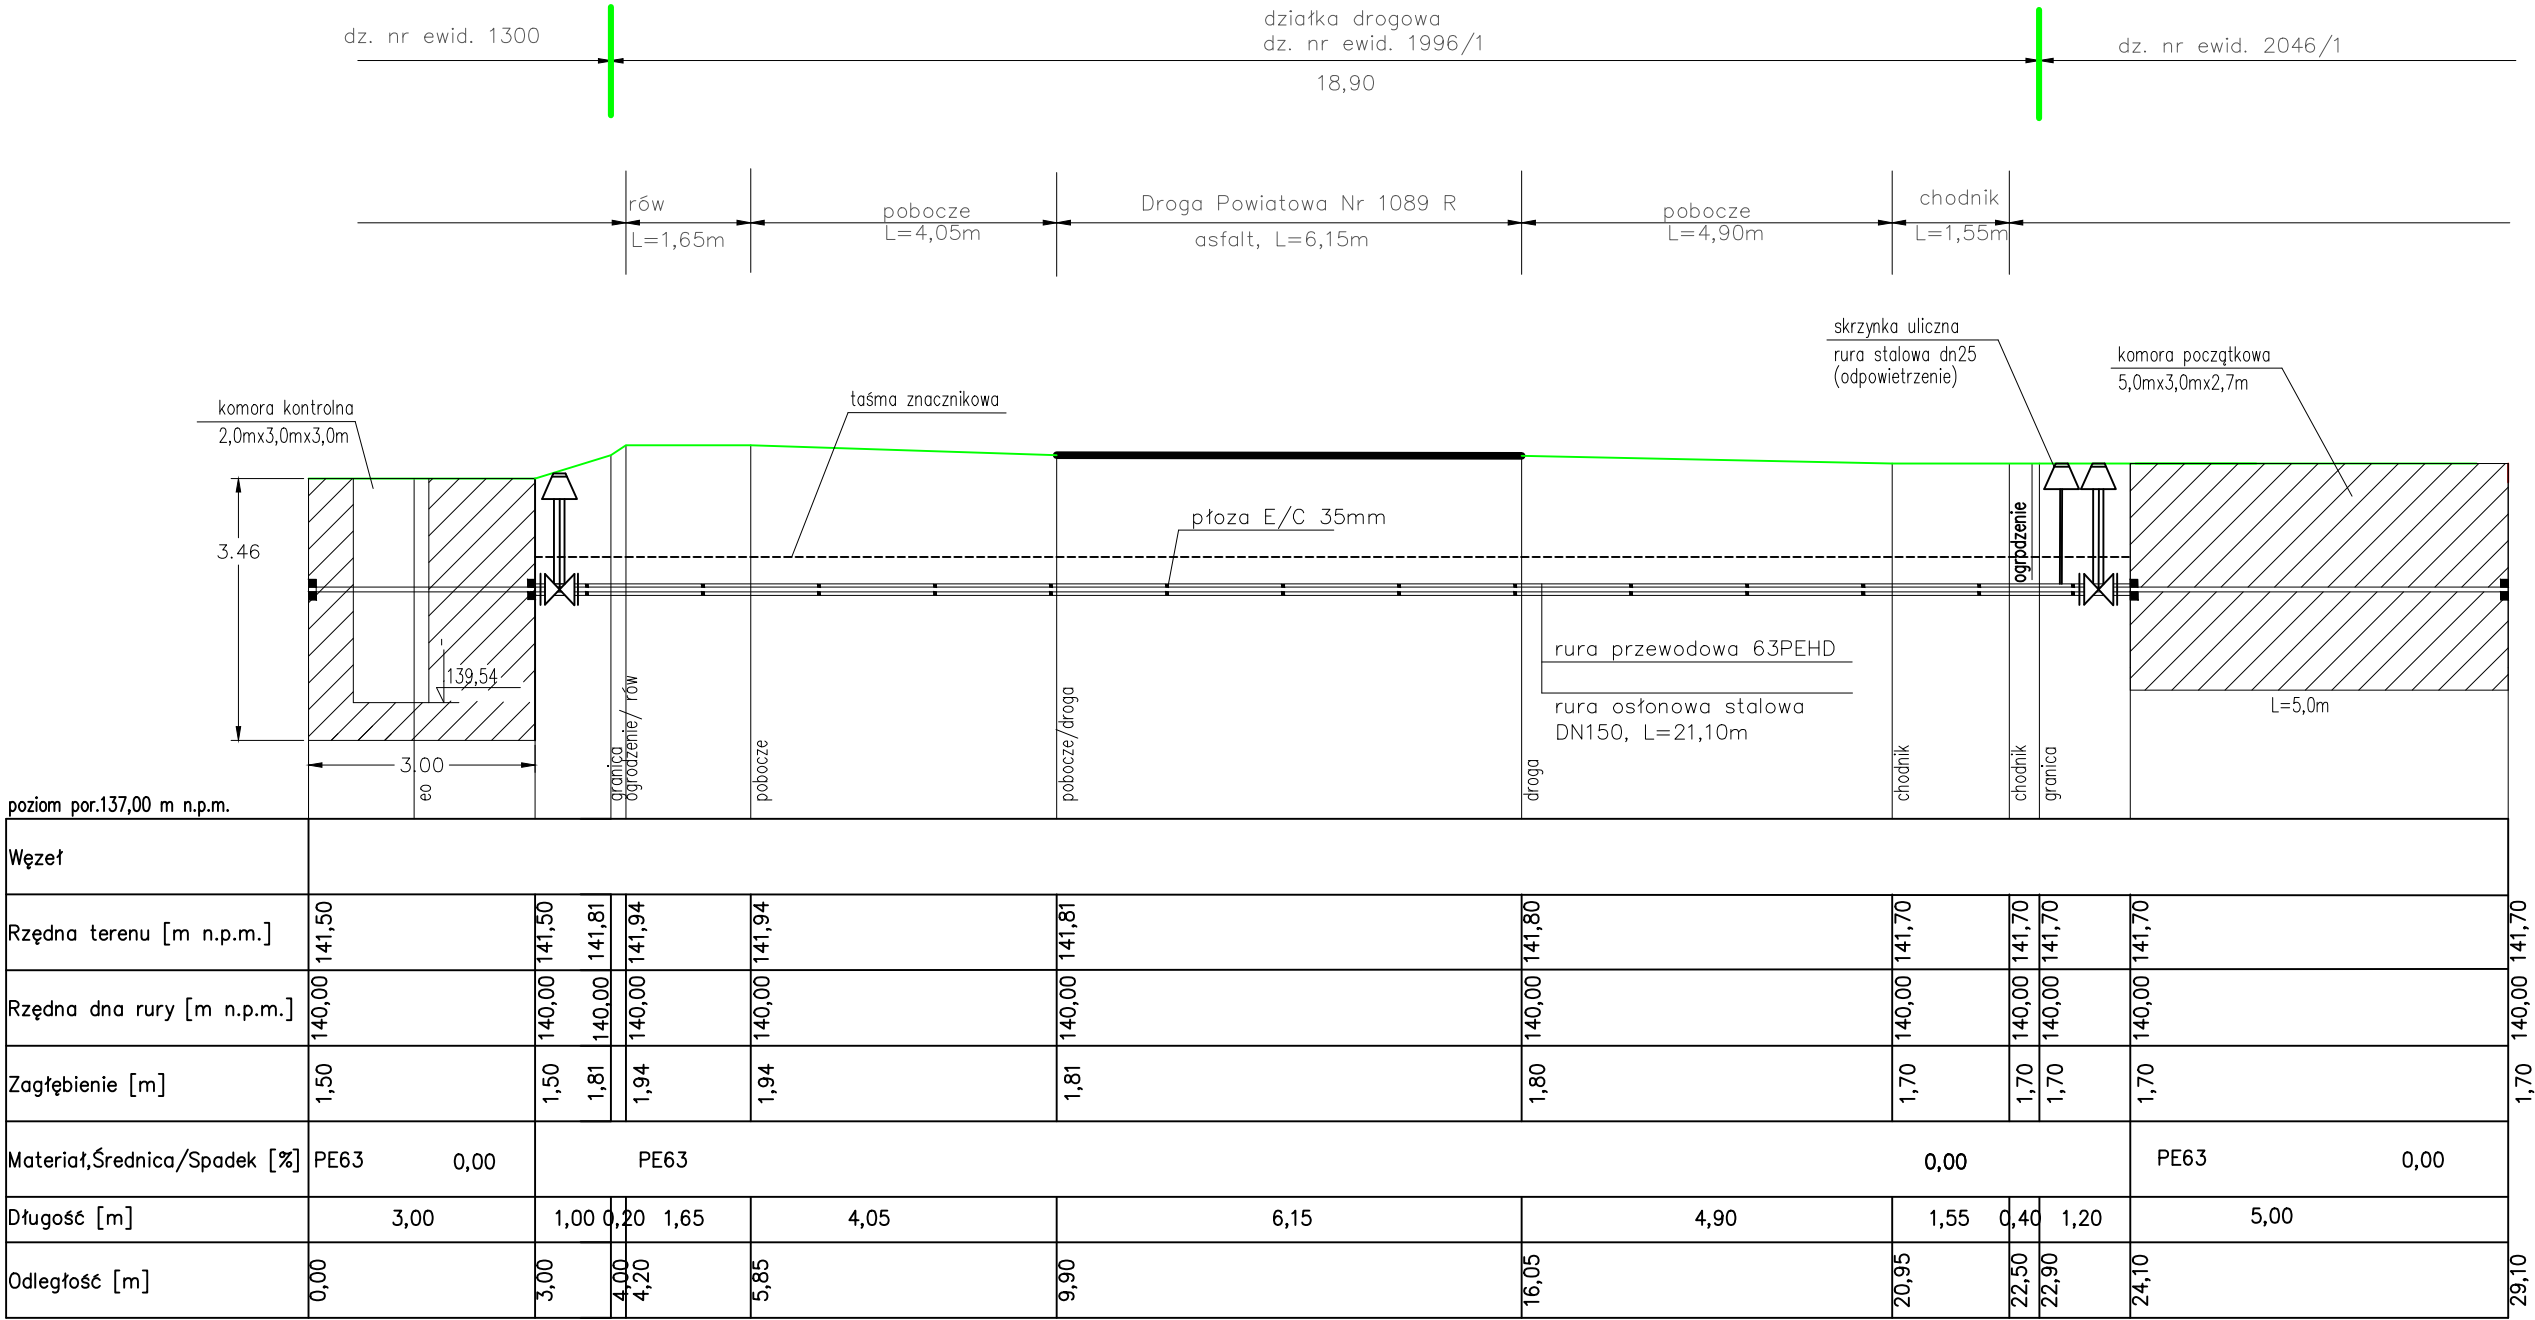 dz. nr ewid. 1300
działka drogowa
dz. nr ewid. 1996/1
18,90
dz. nr ewid. 2046/1
rów
L=1,65m
pobocze
L=4,05m
Droga Powiatowa Nr 1089 R
asfalt, L=6,15m
pobocze
L=4,90m
chodnik
L=1,55m
skrzynka uliczna
rura stalowa dn25
(odpowietrzenie)
komora początkowa
5,0mx3,0mx2,7m
komora kontrolna
2,0mx3,0mx3,0m
taśma znacznikowa
płoza E/C 35mm
ogrodzenie
3.46
139,54
rura przewodowa 63PEHD
rura osłonowa stalowa
DN150, L=21,10m
L=5,0m
3.00
eo
granica
ogrodzenie/ rów
pobocze
pobocze/droga
droga
chodnik
chodnik
granica
poziom por.137,00 m n.p.m.
Węzeł
Rzędna terenu [m n.p.m.] 141,50 141,50 141,81 141,94 141,94 141,81 141,80 141,70 141,70 141,70 141,70 141,70
Rzędna dna rury [m n.p.m.] 140,00 140,00 140,00 140,00 140,00 140,00 140,00 140,00 140,00 140,00 140,00 140,00
Zagłębienie [m] 1,50 1,50 1,81 1,94 1,94 1,81 1,80 1,70 1,70 1,70 1,70 1,70
Materiał,Średnica/Spadek [%] PE63 0,00 PE63 0,00 PE63 0,00
Długość [m] 3,00 1,00 0,20 1,65 4,05 6,15 4,90 1,55 0,40 1,20 5,00
Odległość [m] 0,00 3,00 4,00 4,20 5,85 9,90 16,05 20,95 22,50 22,90 24,10 29,10